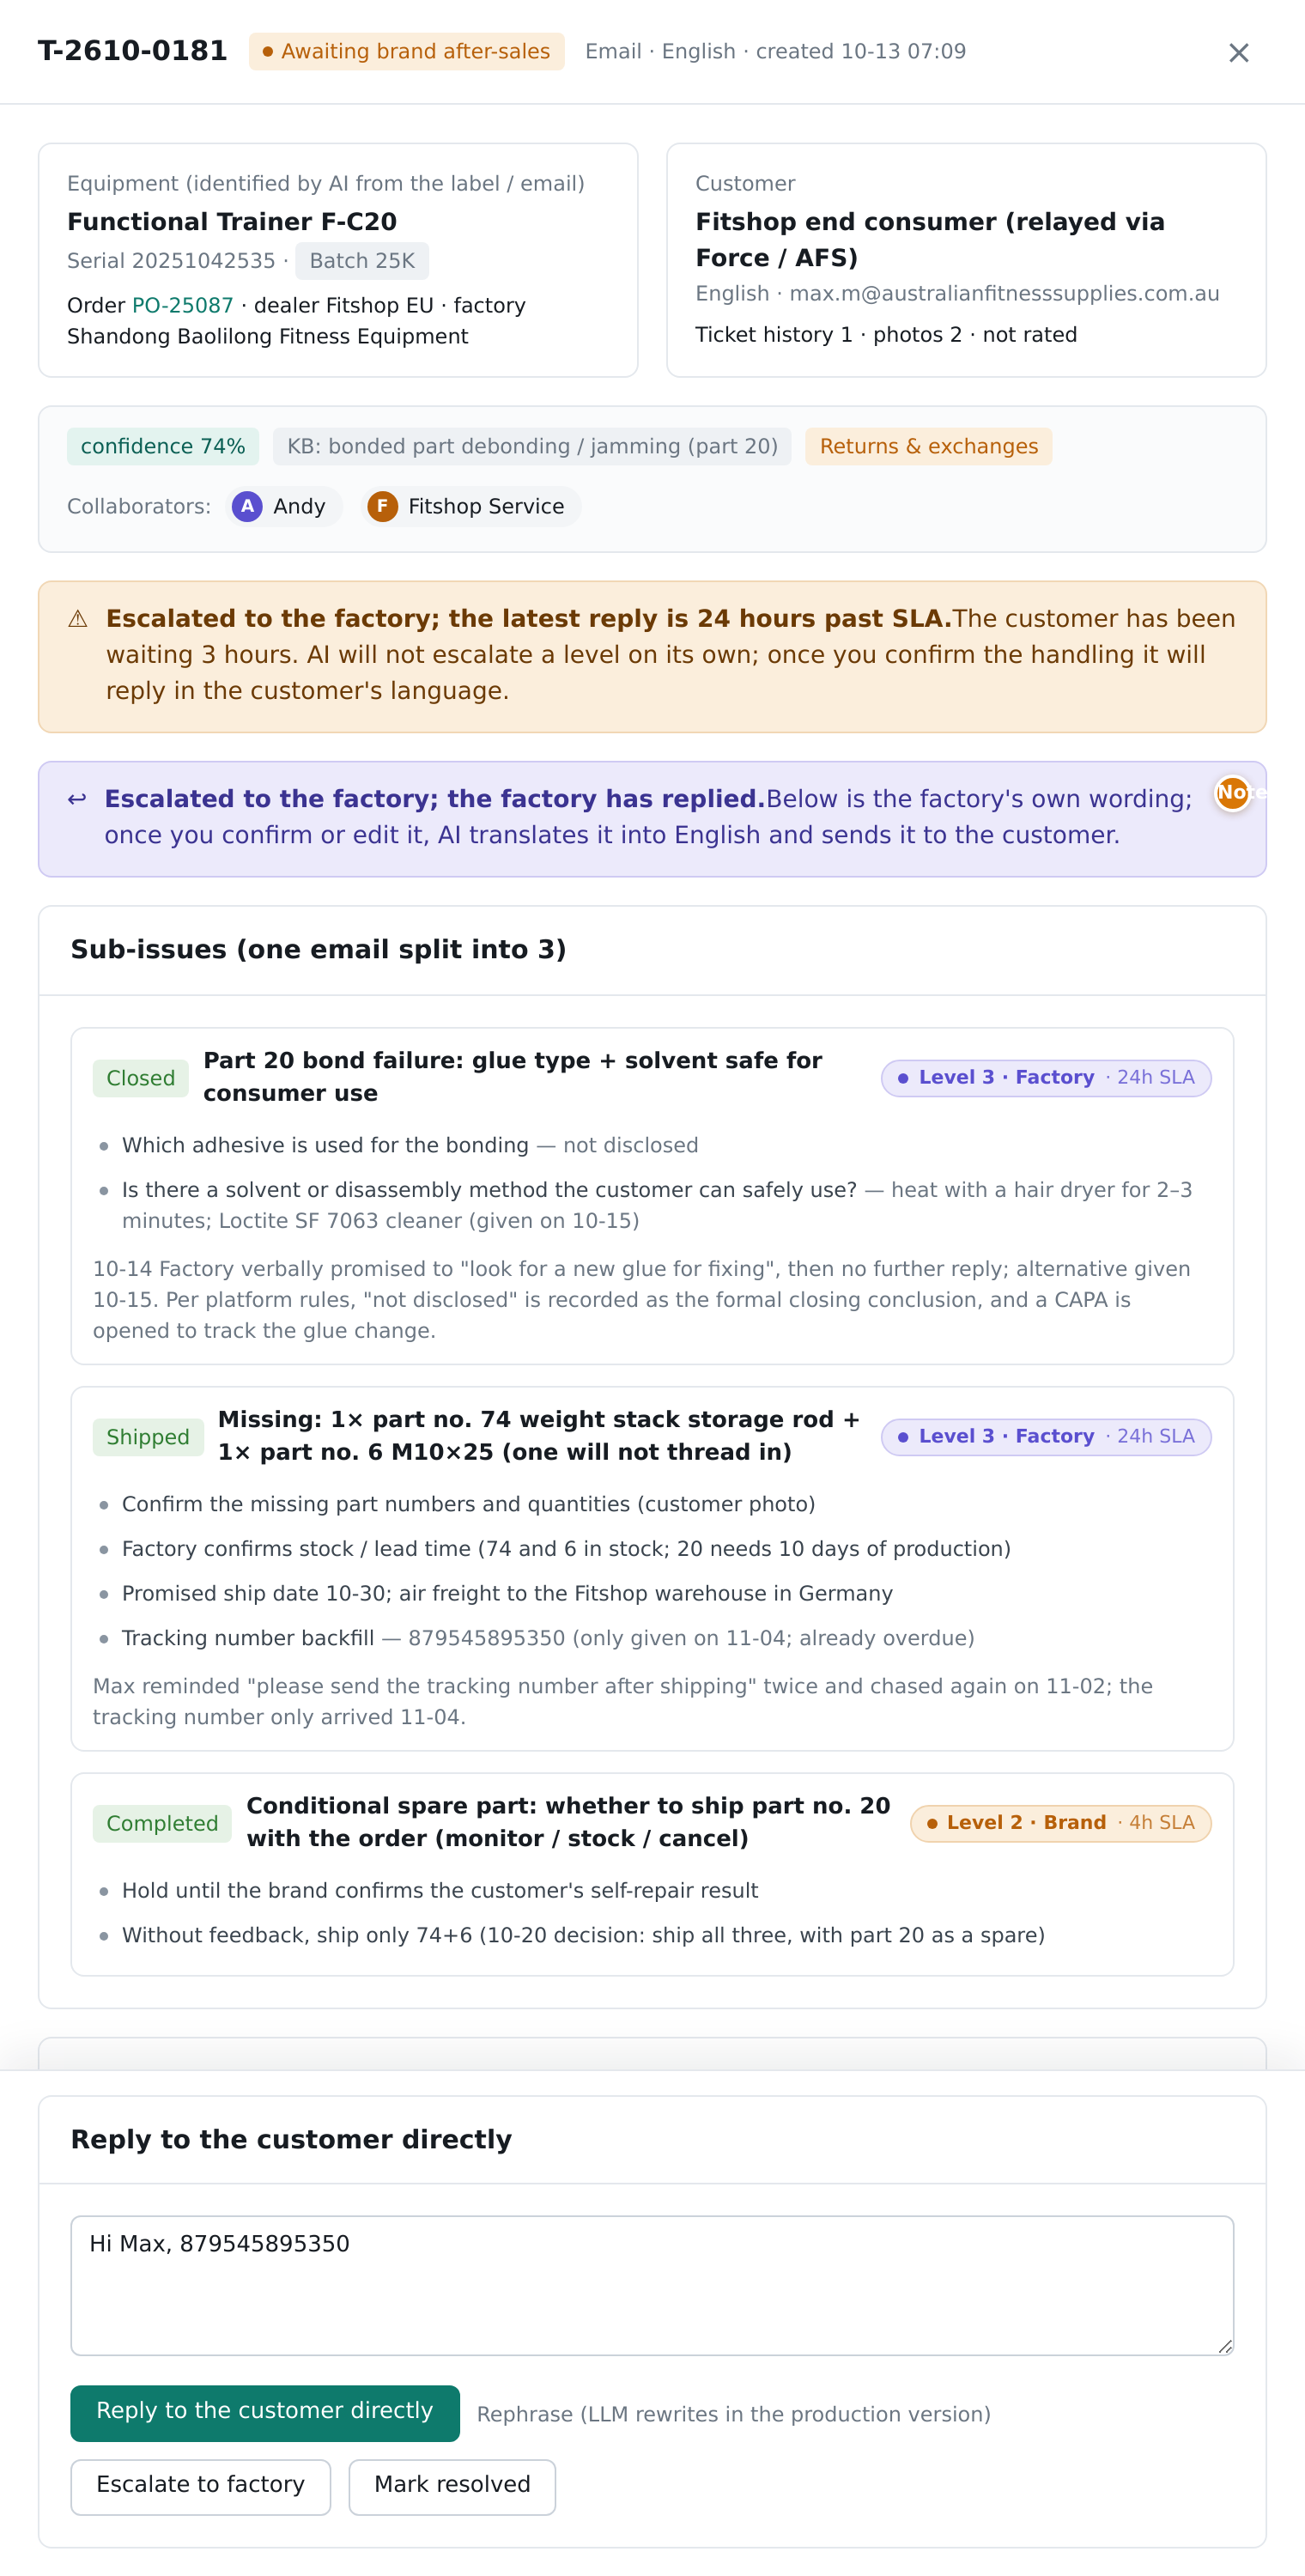 T-2610-0181 Awaiting brand after-sales Email · English · created 10-13 07:09 ×
Equipment (identified by AI from the label / email)
Functional Trainer F-C20
Serial 20251042535 · Batch 25K
Order PO-25087 · dealer Fitshop EU · factory
Shandong Baolilong Fitness Equipment
Customer
Fitshop end consumer (relayed via
Force / AFS)
English · max.m@australianfitnesssupplies.com.au
Ticket history 1 · photos 2 · not rated
confidence 74% KB: bonded part debonding / jamming (part 20) Returns & exchanges
Collaborators: A Andy F Fitshop Service
⚠ Escalated to the factory; the latest reply is 24 hours past SLA.The customer has been
waiting 3 hours. AI will not escalate a level on its own; once you confirm the handling it will
reply in the customer's language.
↩ Escalated to the factory; the factory has replied.Below is the factory's own wording;
once you confirm or edit it, AI translates it into English and sends it to the customer.
Note
Sub-issues (one email split into 3)
Closed Part 20 bond failure: glue type + solvent safe for
consumer use
Level 3 · Factory · 24h SLA
Which adhesive is used for the bonding — not disclosed
Is there a solvent or disassembly method the customer can safely use? — heat with a hair dryer for 2–3
minutes; Loctite SF 7063 cleaner (given on 10-15)
10-14 Factory verbally promised to "look for a new glue for fixing", then no further reply; alternative given
10-15. Per platform rules, "not disclosed" is recorded as the formal closing conclusion, and a CAPA is
opened to track the glue change.
Shipped Missing: 1× part no. 74 weight stack storage rod +
1× part no. 6 M10×25 (one will not thread in)
Level 3 · Factory · 24h SLA
Confirm the missing part numbers and quantities (customer photo)
Factory confirms stock / lead time (74 and 6 in stock; 20 needs 10 days of production)
Promised ship date 10-30; air freight to the Fitshop warehouse in Germany
Tracking number backfill — 879545895350 (only given on 11-04; already overdue)
Max reminded "please send the tracking number after shipping" twice and chased again on 11-02; the
tracking number only arrived 11-04.
Completed Conditional spare part: whether to ship part no. 20
with the order (monitor / stock / cancel)
Level 2 · Brand · 4h SLA
Hold until the brand confirms the customer's self-repair result
Without feedback, ship only 74+6 (10-20 decision: ship all three, with part 20 as a spare)
Reply to the customer directly
Hi Max, 879545895350
Reply to the customer directly Rephrase (LLM rewrites in the production version)
Escalate to factory Mark resolved